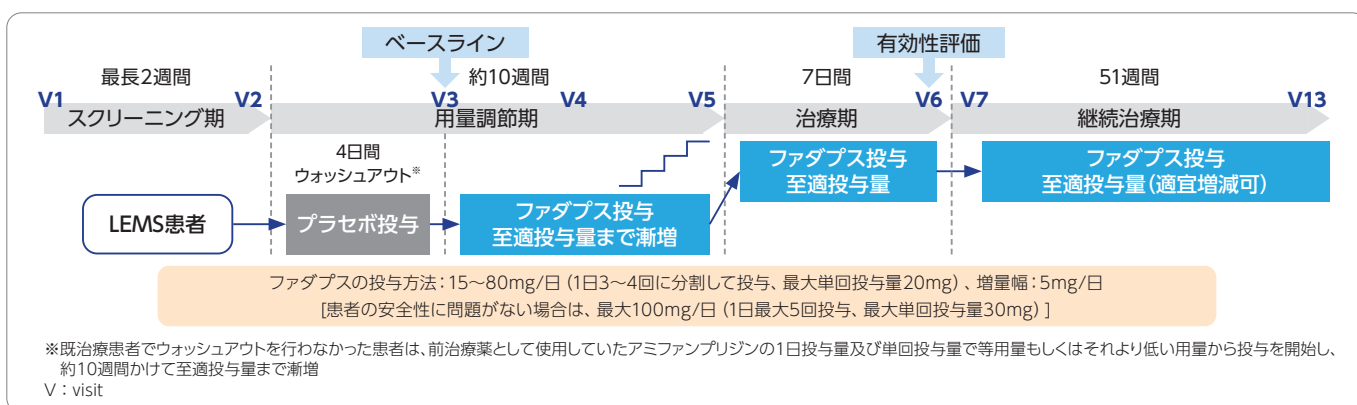 ベースライン
有効性評価
最長2週間
約10週間
7日間
51週間
V1
V2
V3
V4
V5
V6
V7
V13
スクリーニング期
用量調節期
治療期
継続治療期
4日間
ウォッシュアウト※
LEMS患者
プラセボ投与
ファダプス投与
至適投与量まで漸増
ファダプス投与
至適投与量
ファダプス投与
至適投与量(適宜増減可)
ファダプスの投与方法:15〜80mg/日(1日3〜4回に分割して投与、最大単回投与量20mg)、増量幅:5mg/日
[患者の安全性に問題がない場合は、最大100mg/日(1日最大5回投与、最大単回投与量30mg)]
※既治療患者でウォッシュアウトを行わなかった患者は、前治療薬として使用していたアミファンプリジンの1日投与量及び単回投与量で等用量もしくはそれより低い用量から投与を開始し、
約10週間かけて至適投与量まで漸増
V:visit